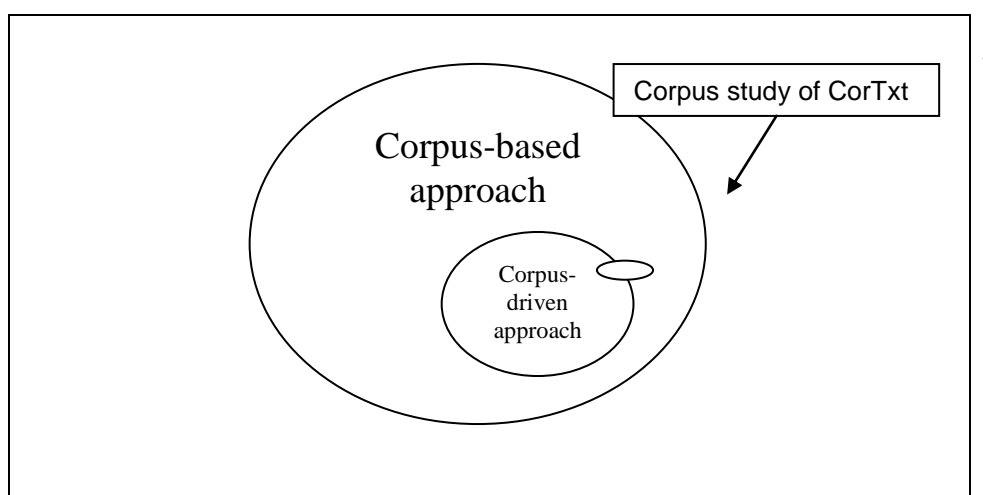 Corpus study of CorTxt
Corpus-based
approach
Corpus-
driven
approach